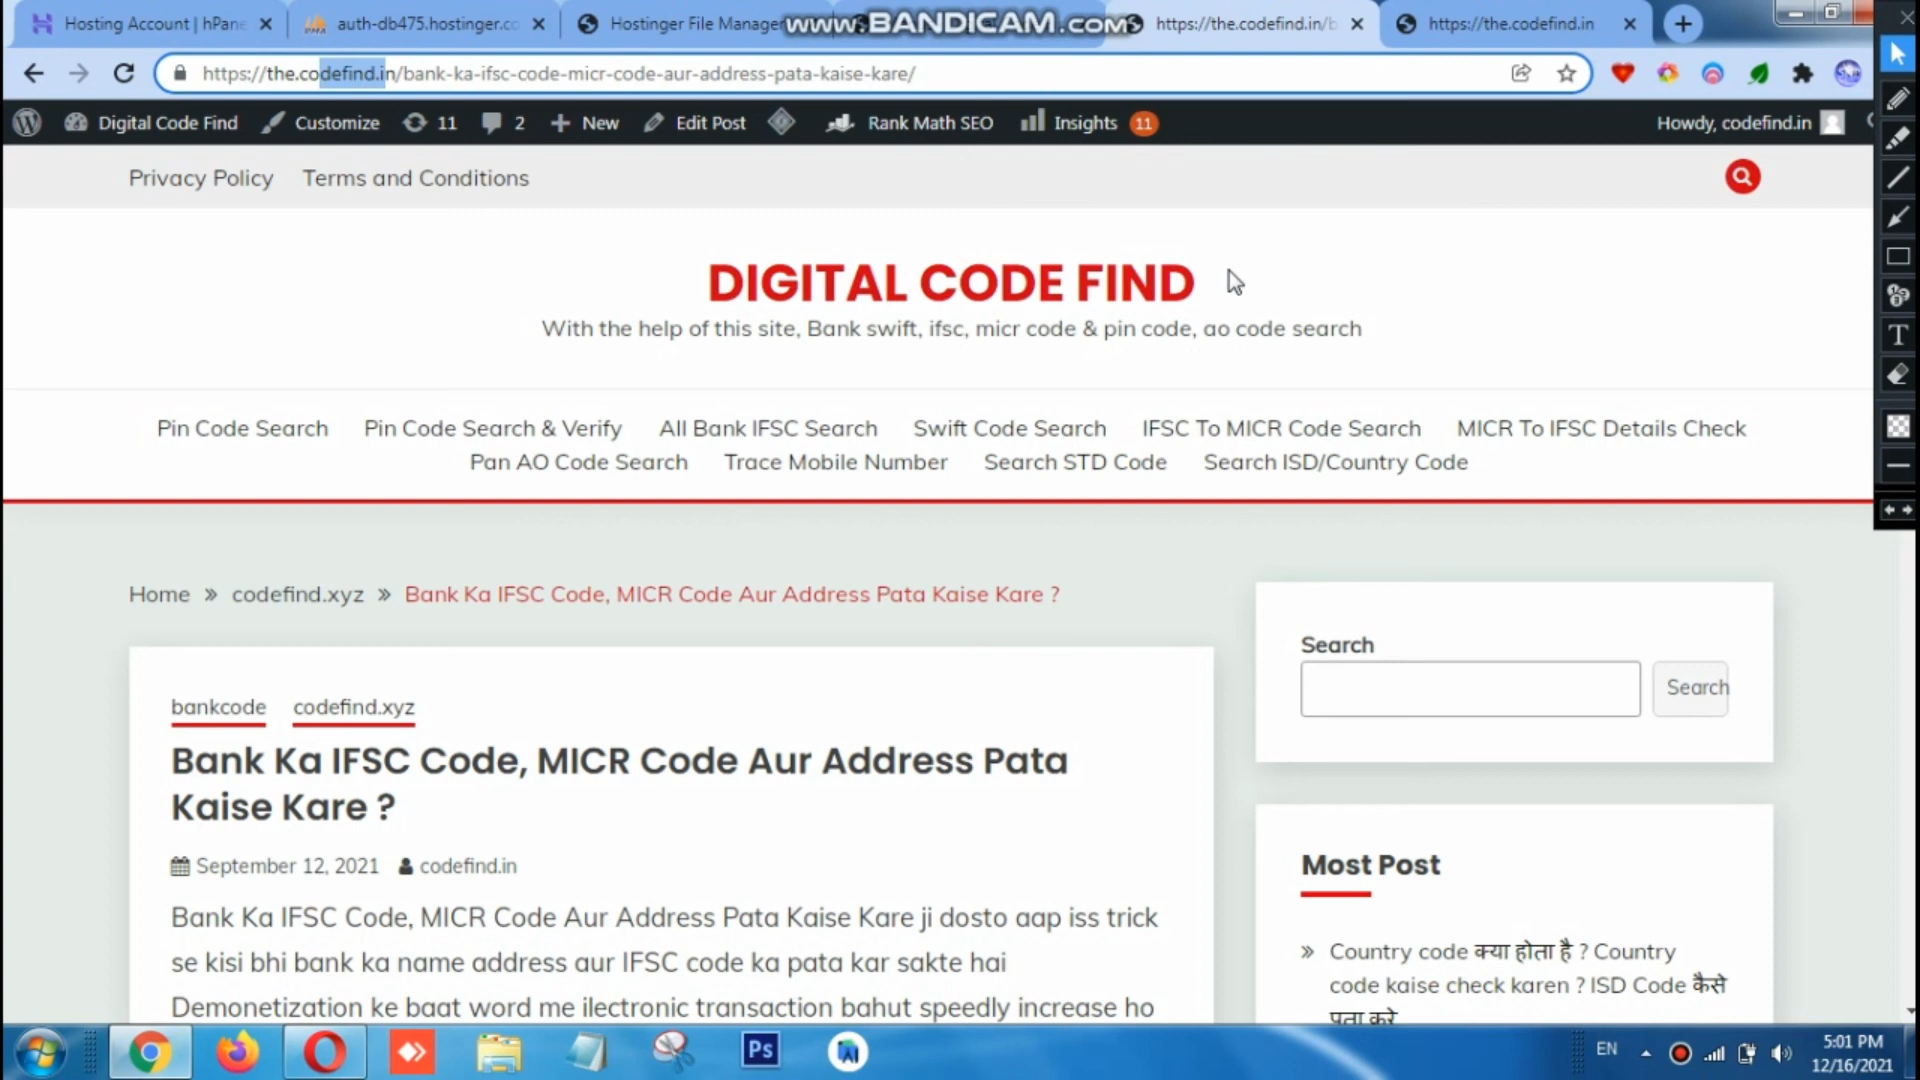 Hosting Account | hPane
auth-db475.hostinger.co
Hostinger File Manager
www.BANDICAM.com
https://the.codefind.in/b
https://the.codefind.in
https://the.codefind.in/bank-ka-ifsc-code-micr-code-aur-address-pata-kaise-kare/
Digital Code Find
Customize
11
2
New
Edit Post
Rank Math SEO
Insights 11
Howdy, codefind.in
Privacy Policy
Terms and Conditions
DIGITAL CODE FIND
With the help of this site, Bank swift, ifsc, micr code & pin code, ao code search
Pin Code Search
Pin Code Search & Verify
All Bank IFSC Search
Swift Code Search
IFSC To MICR Code Search
MICR To IFSC Details Check
Pan AO Code Search
Trace Mobile Number
Search STD Code
Search ISD/Country Code
Home » codefind.xyz » Bank Ka IFSC Code, MICR Code Aur Address Pata Kaise Kare ?
bankcode codefind.xyz
Bank Ka IFSC Code, MICR Code Aur Address Pata
Kaise Kare ?
September 12, 2021 codefind.in
Bank Ka IFSC Code, MICR Code Aur Address Pata Kaise Kare ji dosto aap iss trick
se kisi bhi bank ka name address aur IFSC code ka pata kar sakte hai
Demonetization ke baat word me ilectronic transaction bahut speedly increase ho
Search
Search
Most Post
» Country code क्या होता है ? Country
code kaise check karen ? ISD Code कैसे
पता करे
T
Ps
EN
5:01 PM
12/16/2021